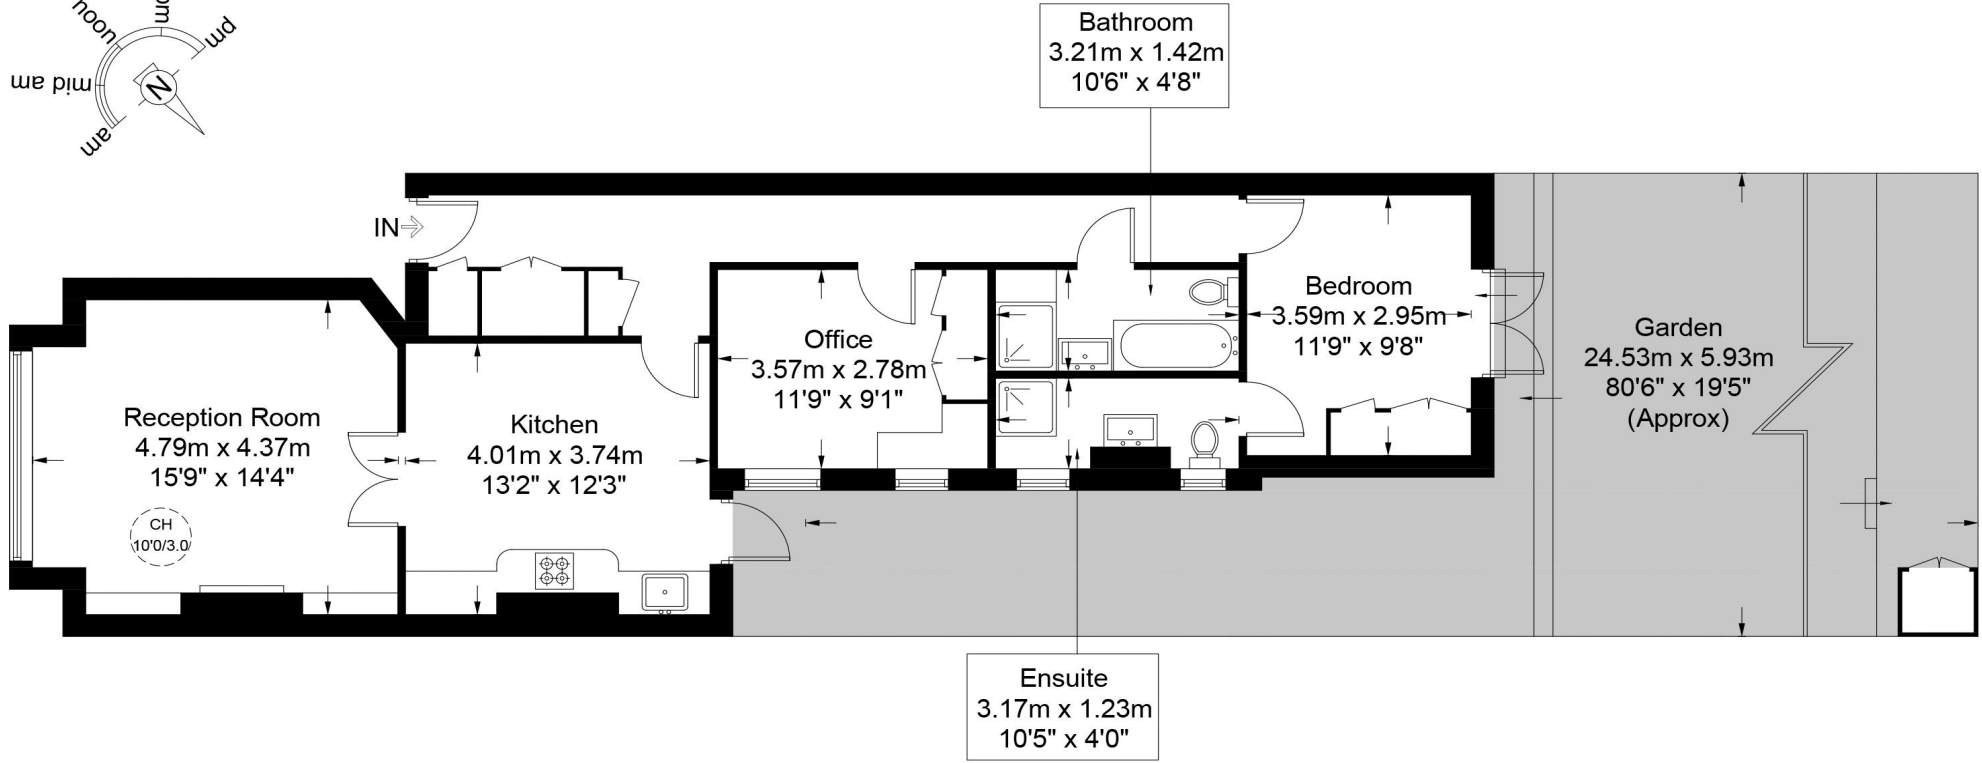 noon
pm
pm
mid am
am
N
Bathroom
3.21m x 1.42m
10'6" x 4'8"
IN
Bedroom
3.59m x 2.95m
11'9" x 9'8"
Office
3.57m x 2.78m
11'9" x 9'1"
Garden
24.53m x 5.93m
80'6" x 19'5"
(Approx)
Reception Room
4.79m x 4.37m
15'9" x 14'4"
Kitchen
4.01m x 3.74m
13'2" x 12'3"
CH
10'0/3.0
Ensuite
3.17m x 1.23m
10'5" x 4'0"